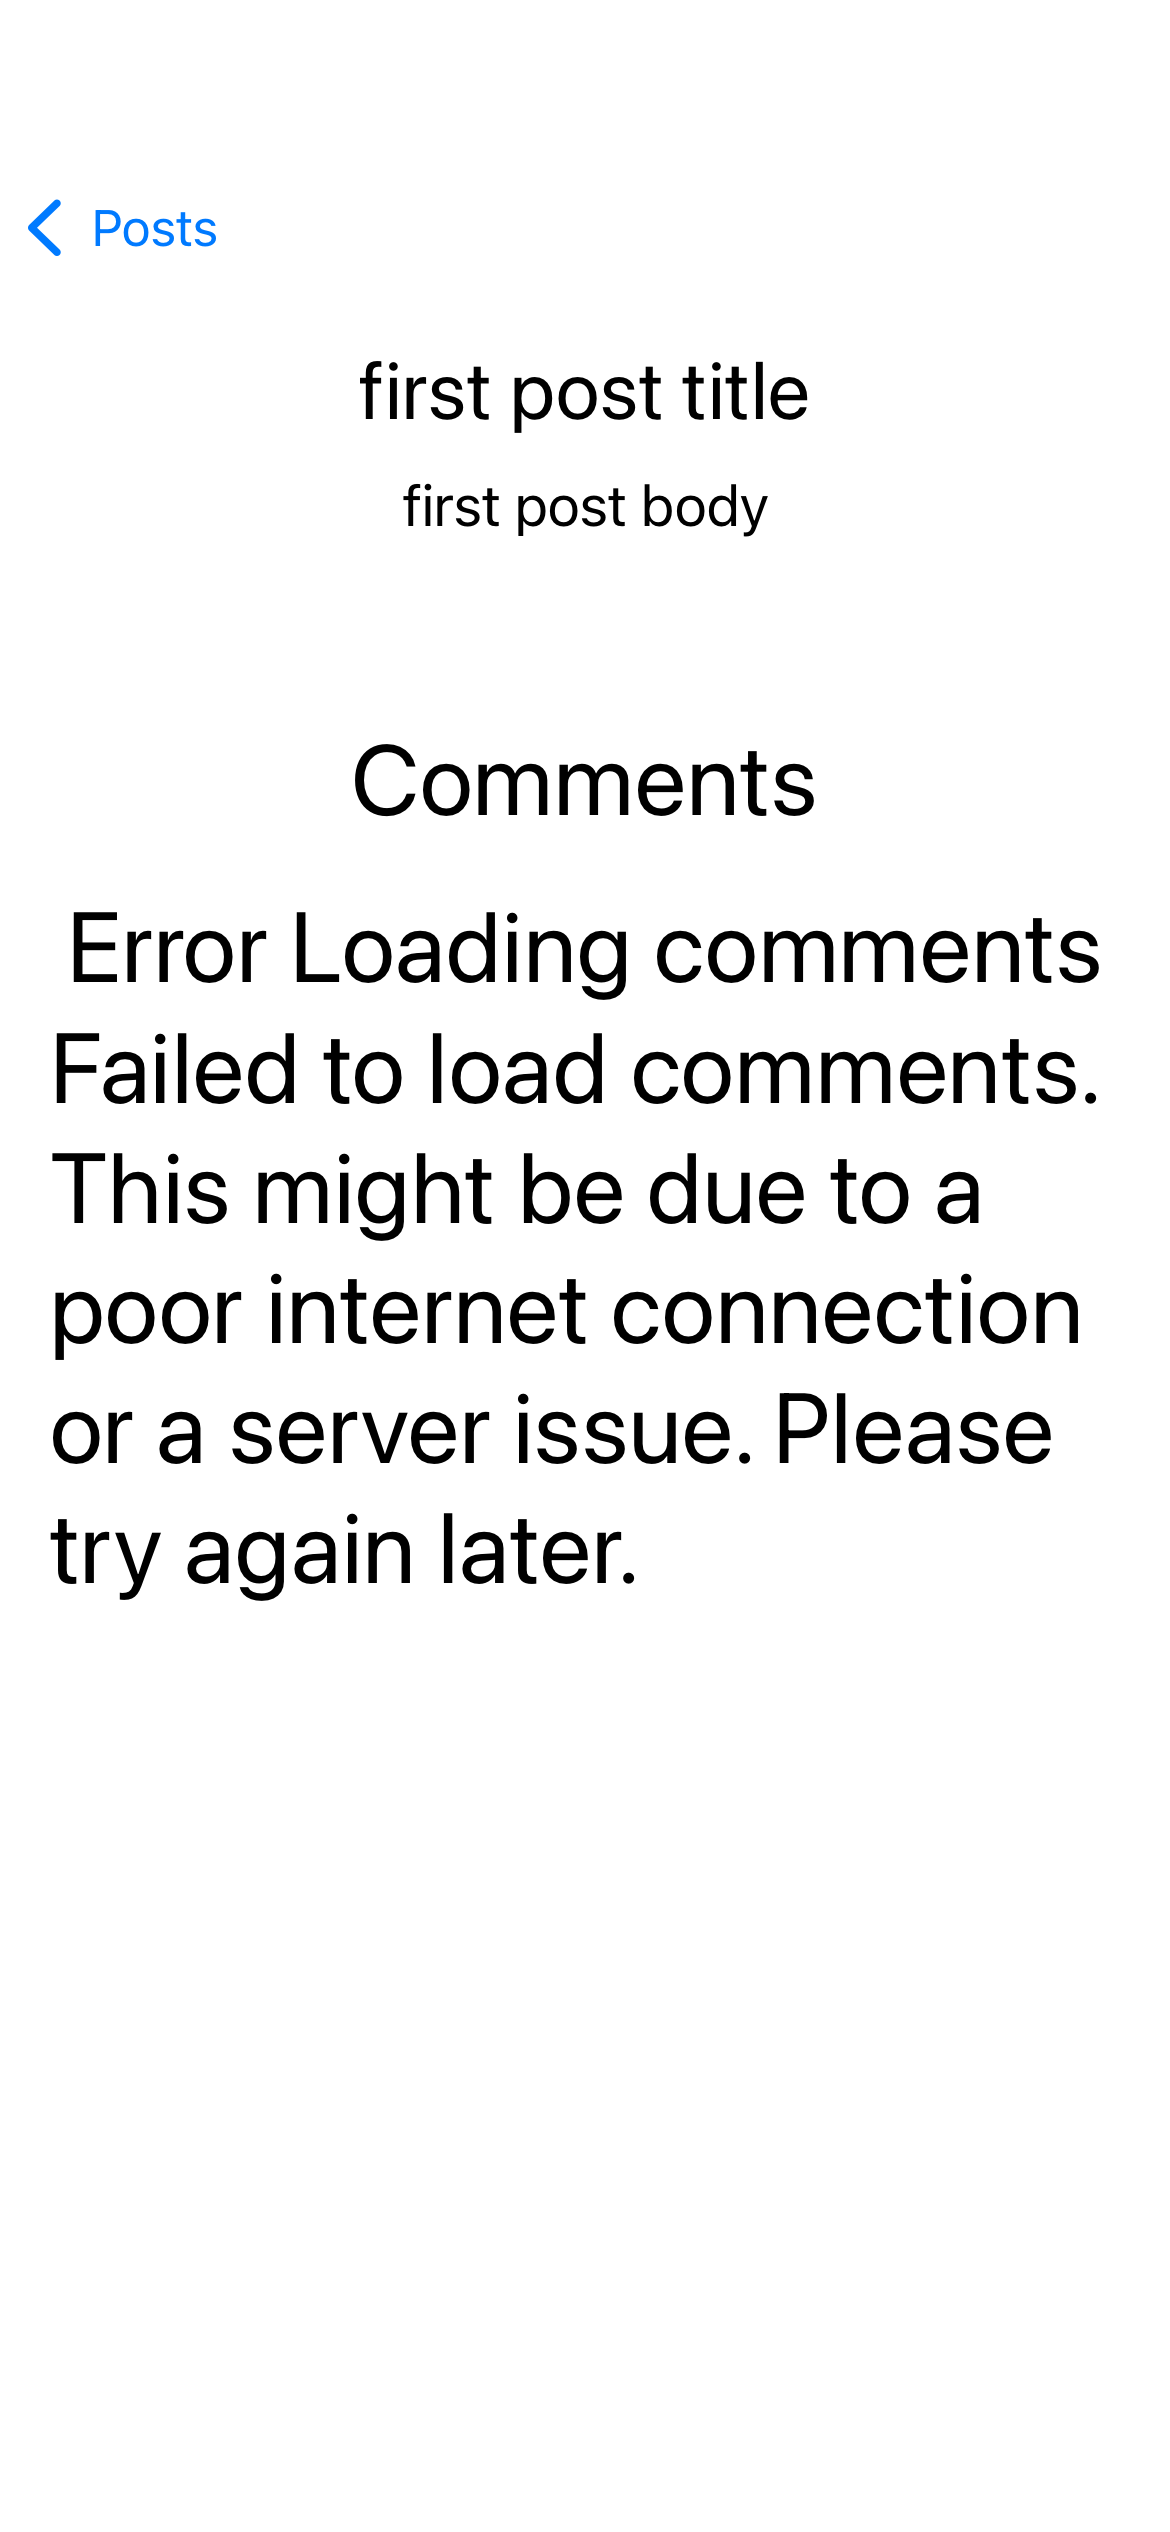 Posts
first post title
first post body
Comments
Error Loading comments
Failed to load comments.
This might be due to a
poor internet connection
or a server issue. Please
try again later.